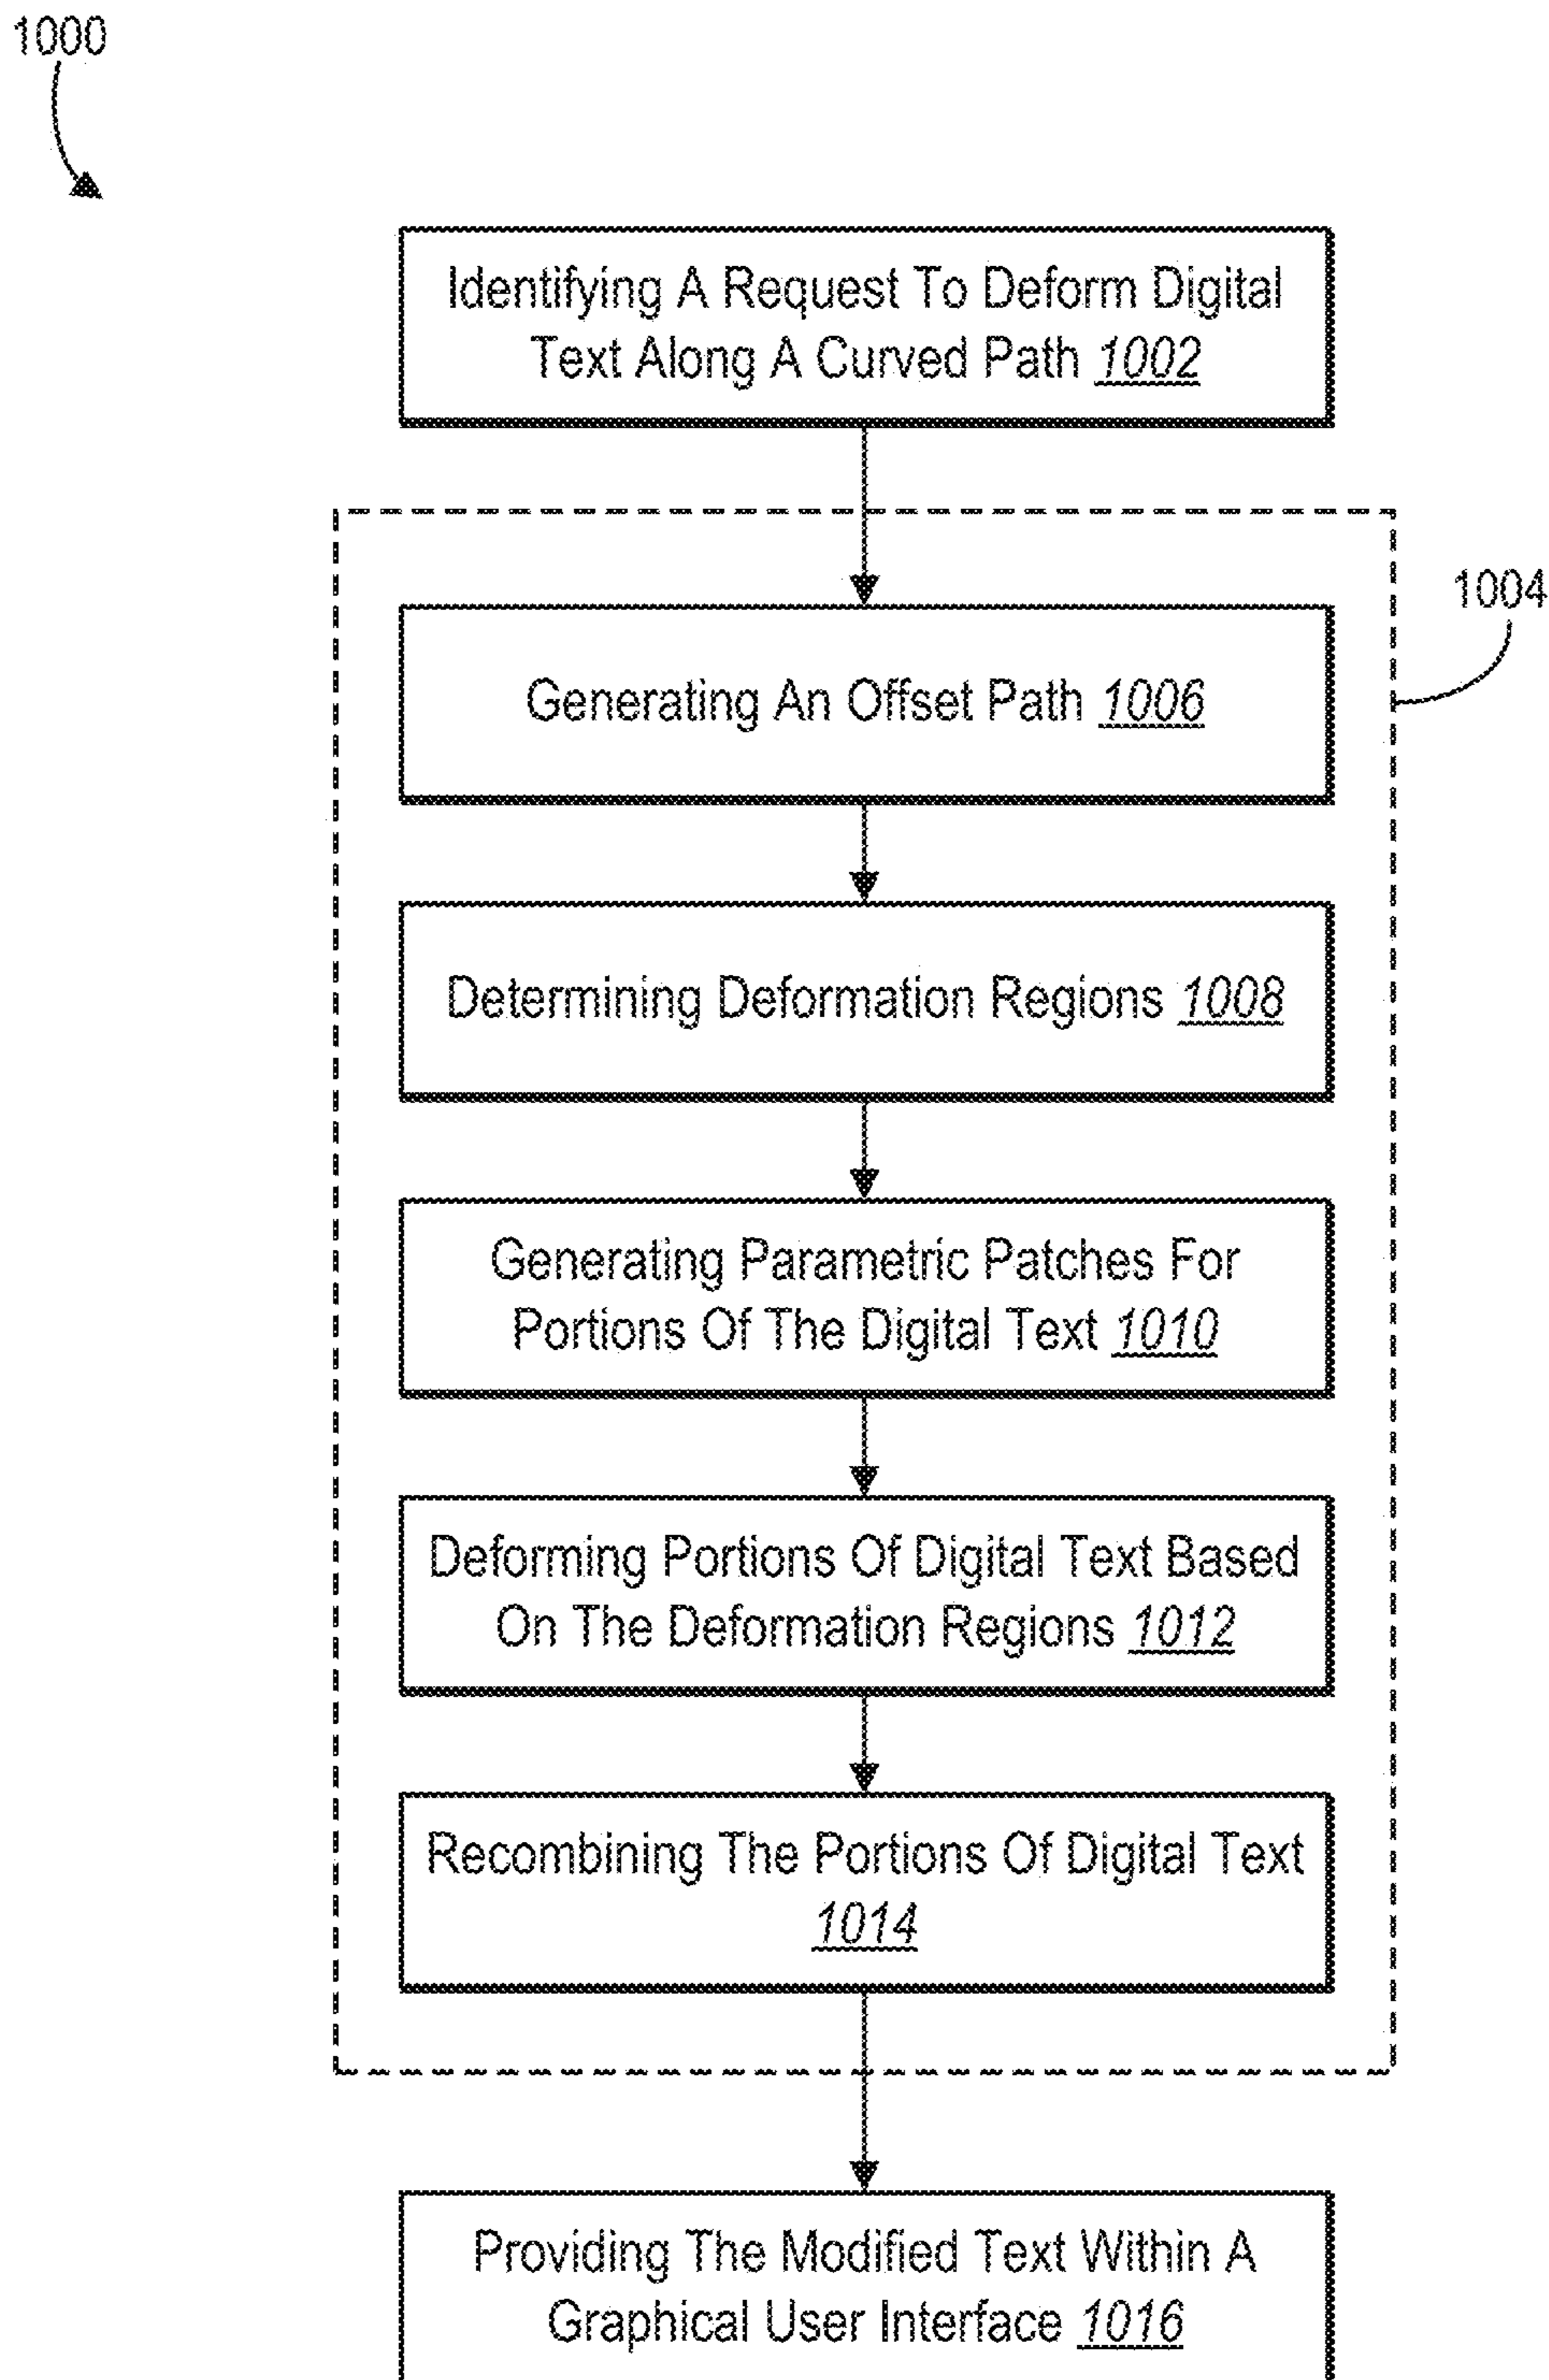 1000
Identifying A Request To Deform Digital
Text Along A Curved Path 1002
1004
Generating An Offset Path 1006
Determining Deformation Regions 1008
Generating Parametric Patches For
Portions Of The Digital Text 1010
Deforming Portions Of Digital Text Based
On The Deformation Regions 1012
Recombining The Portions Of Digital Text
1014
Providing The Modified Text Within A
Graphical User Interface 1016